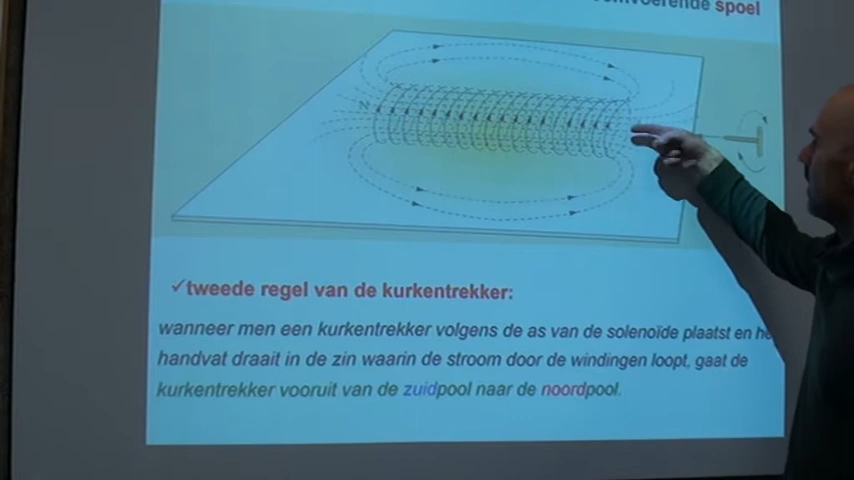 spoel
N
✓tweede regel van de kurkentrekker:
wanneer men een kurkentrekker volgens de as van de solenoïde plaatst en
handvat draait in de zin waarin de stroom door de windingen loopt, gaat de
kurkentrekker vooruit van de zuidpool naar de noordpool.